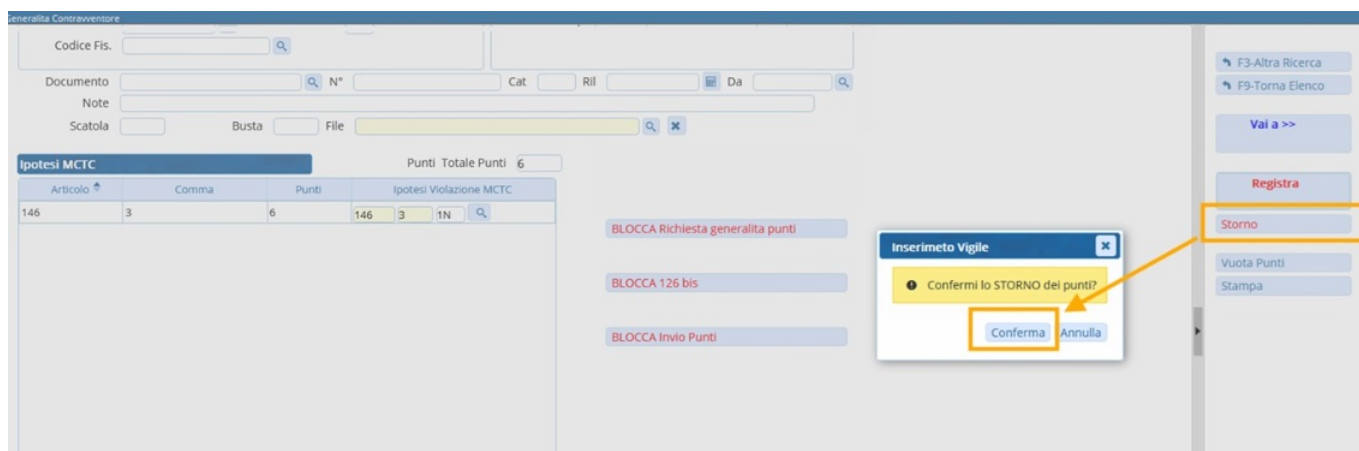 Generalita Contravventore
Codice Fis.
F3-Altra Ricerca
Documento N° Cat Ril Da
F9-Torna Elenco
Note
Scatola Busta File
Vai a >>
Ipotesi MCTC Punti Totale Punti 6
Articolo Comma Punti Ipotesi Violazione MCTC
Registra
146 3 6 146 3 1N
Storno
BLOCCA Richiesta generalita punti
Inserimeto Vigile
Vuota Punti
BLOCCA 126 bis
Confermi lo STORNO dei punti?
Stampa
Conferma Annulla
BLOCCA Invio Punti